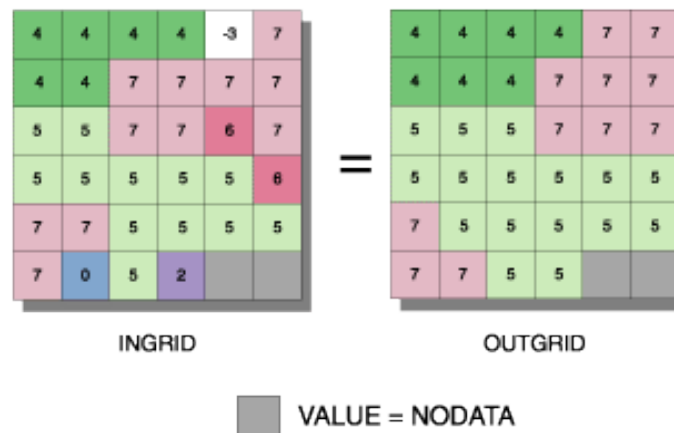 4 4 4 4 -3 7 4 4 4 4 7 7
4 4 7 7 7 7 4 4 4 7 7 7
5 5 7 7 6 7 5 5 5 7 7 7
5 5 5 5 5 6 = 5 5 5 5 5 5
7 7 5 5 5 5 7 5 5 5 5 5
7 0 5 2 7 7 5 5
INGRID OUTGRID
VALUE = NODATA